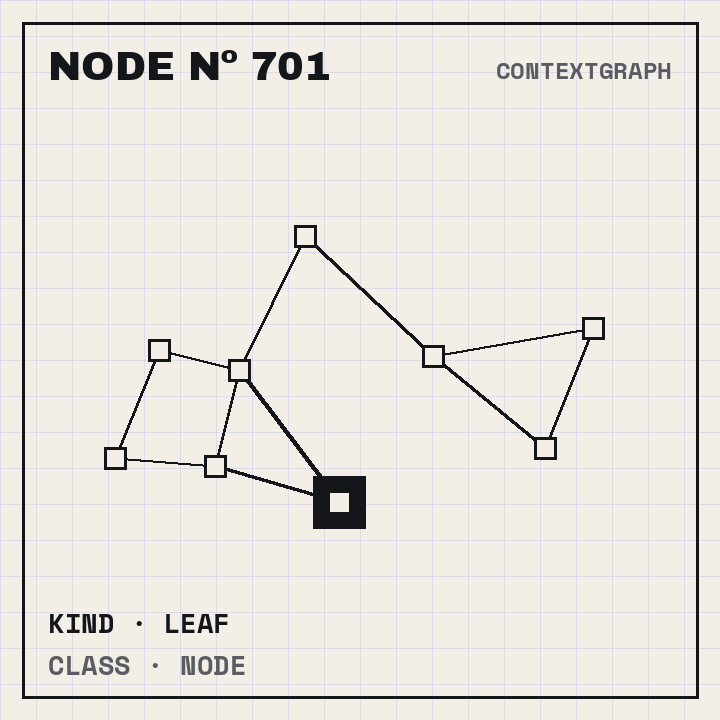 NODE Nº 701
CONTEXTGRAPH
KIND · LEAF
CLASS · NODE